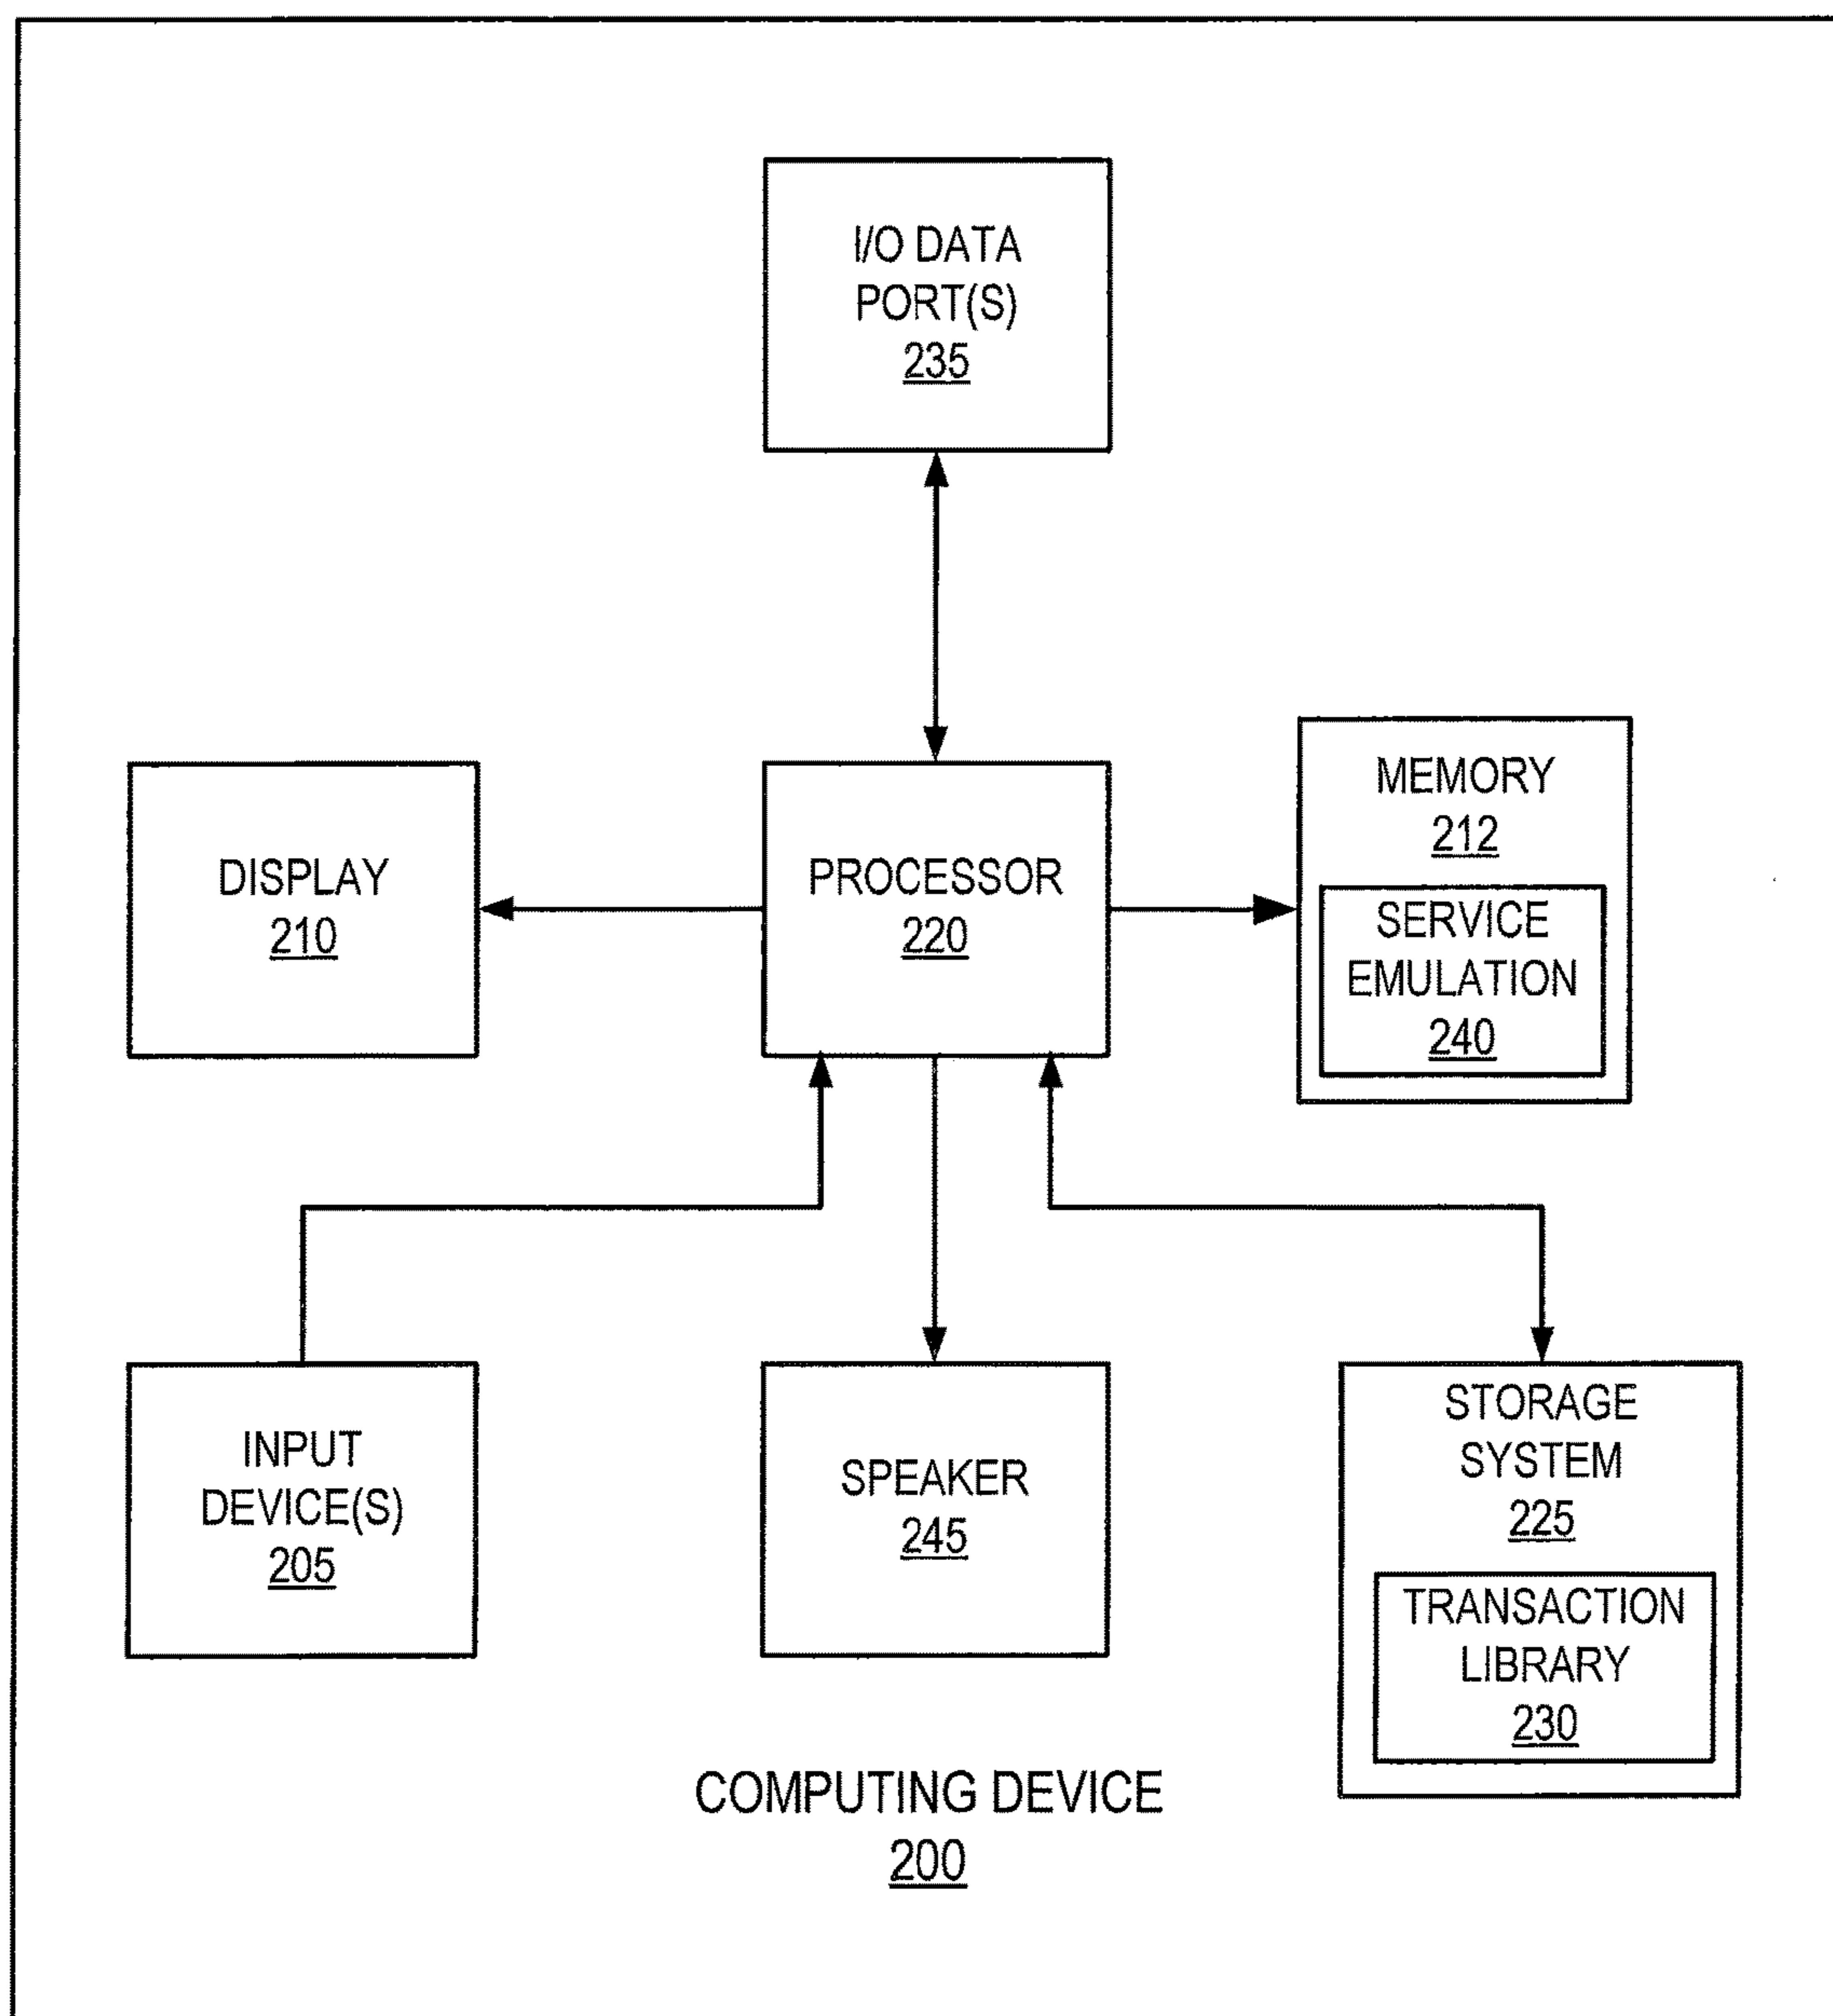 I/O DATA
PORT(S)
235
DISPLAY
210
PROCESSOR
220
MEMORY
212
SERVICE
EMULATION
240
INPUT
DEVICE(S)
205
SPEAKER
245
STORAGE
SYSTEM
225
TRANSACTION
LIBRARY
230
COMPUTING DEVICE
200